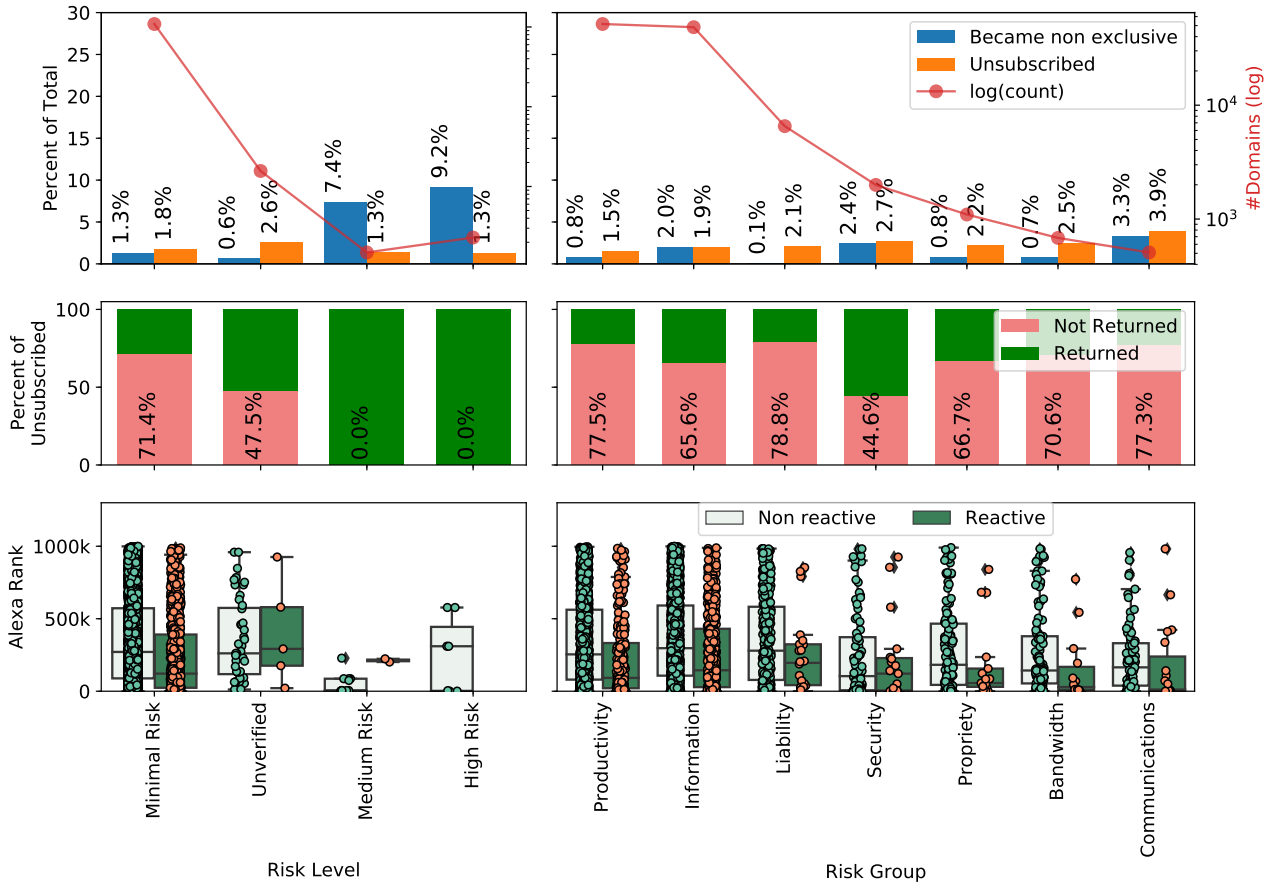 30
25
20
15
10
5
0
Percent of Total
1.3%
1.8%
0.6%
2.6%
7.4%
1.3%
9.2%
1.3%
0.8%
1.5%
2.0%
1.9%
0.1%
2.1%
2.4%
2.7%
0.8%
2.2%
0.7%
2.5%
3.3%
3.9%
Became non exclusive
Unsubscribed
log(count)
10⁴
10³
#Domains (log)
100
50
0
Percent of
Unsubscribed
71.4%
47.5%
0.0%
0.0%
77.5%
65.6%
78.8%
44.6%
66.7%
70.6%
77.3%
Not Returned
Returned
1000k
500k
0
Alexa Rank
Non reactive
Reactive
Minimal Risk
Unverified
Medium Risk
High Risk
Productivity
Information
Liability
Security
Propriety
Bandwidth
Communications
Risk Level
Risk Group